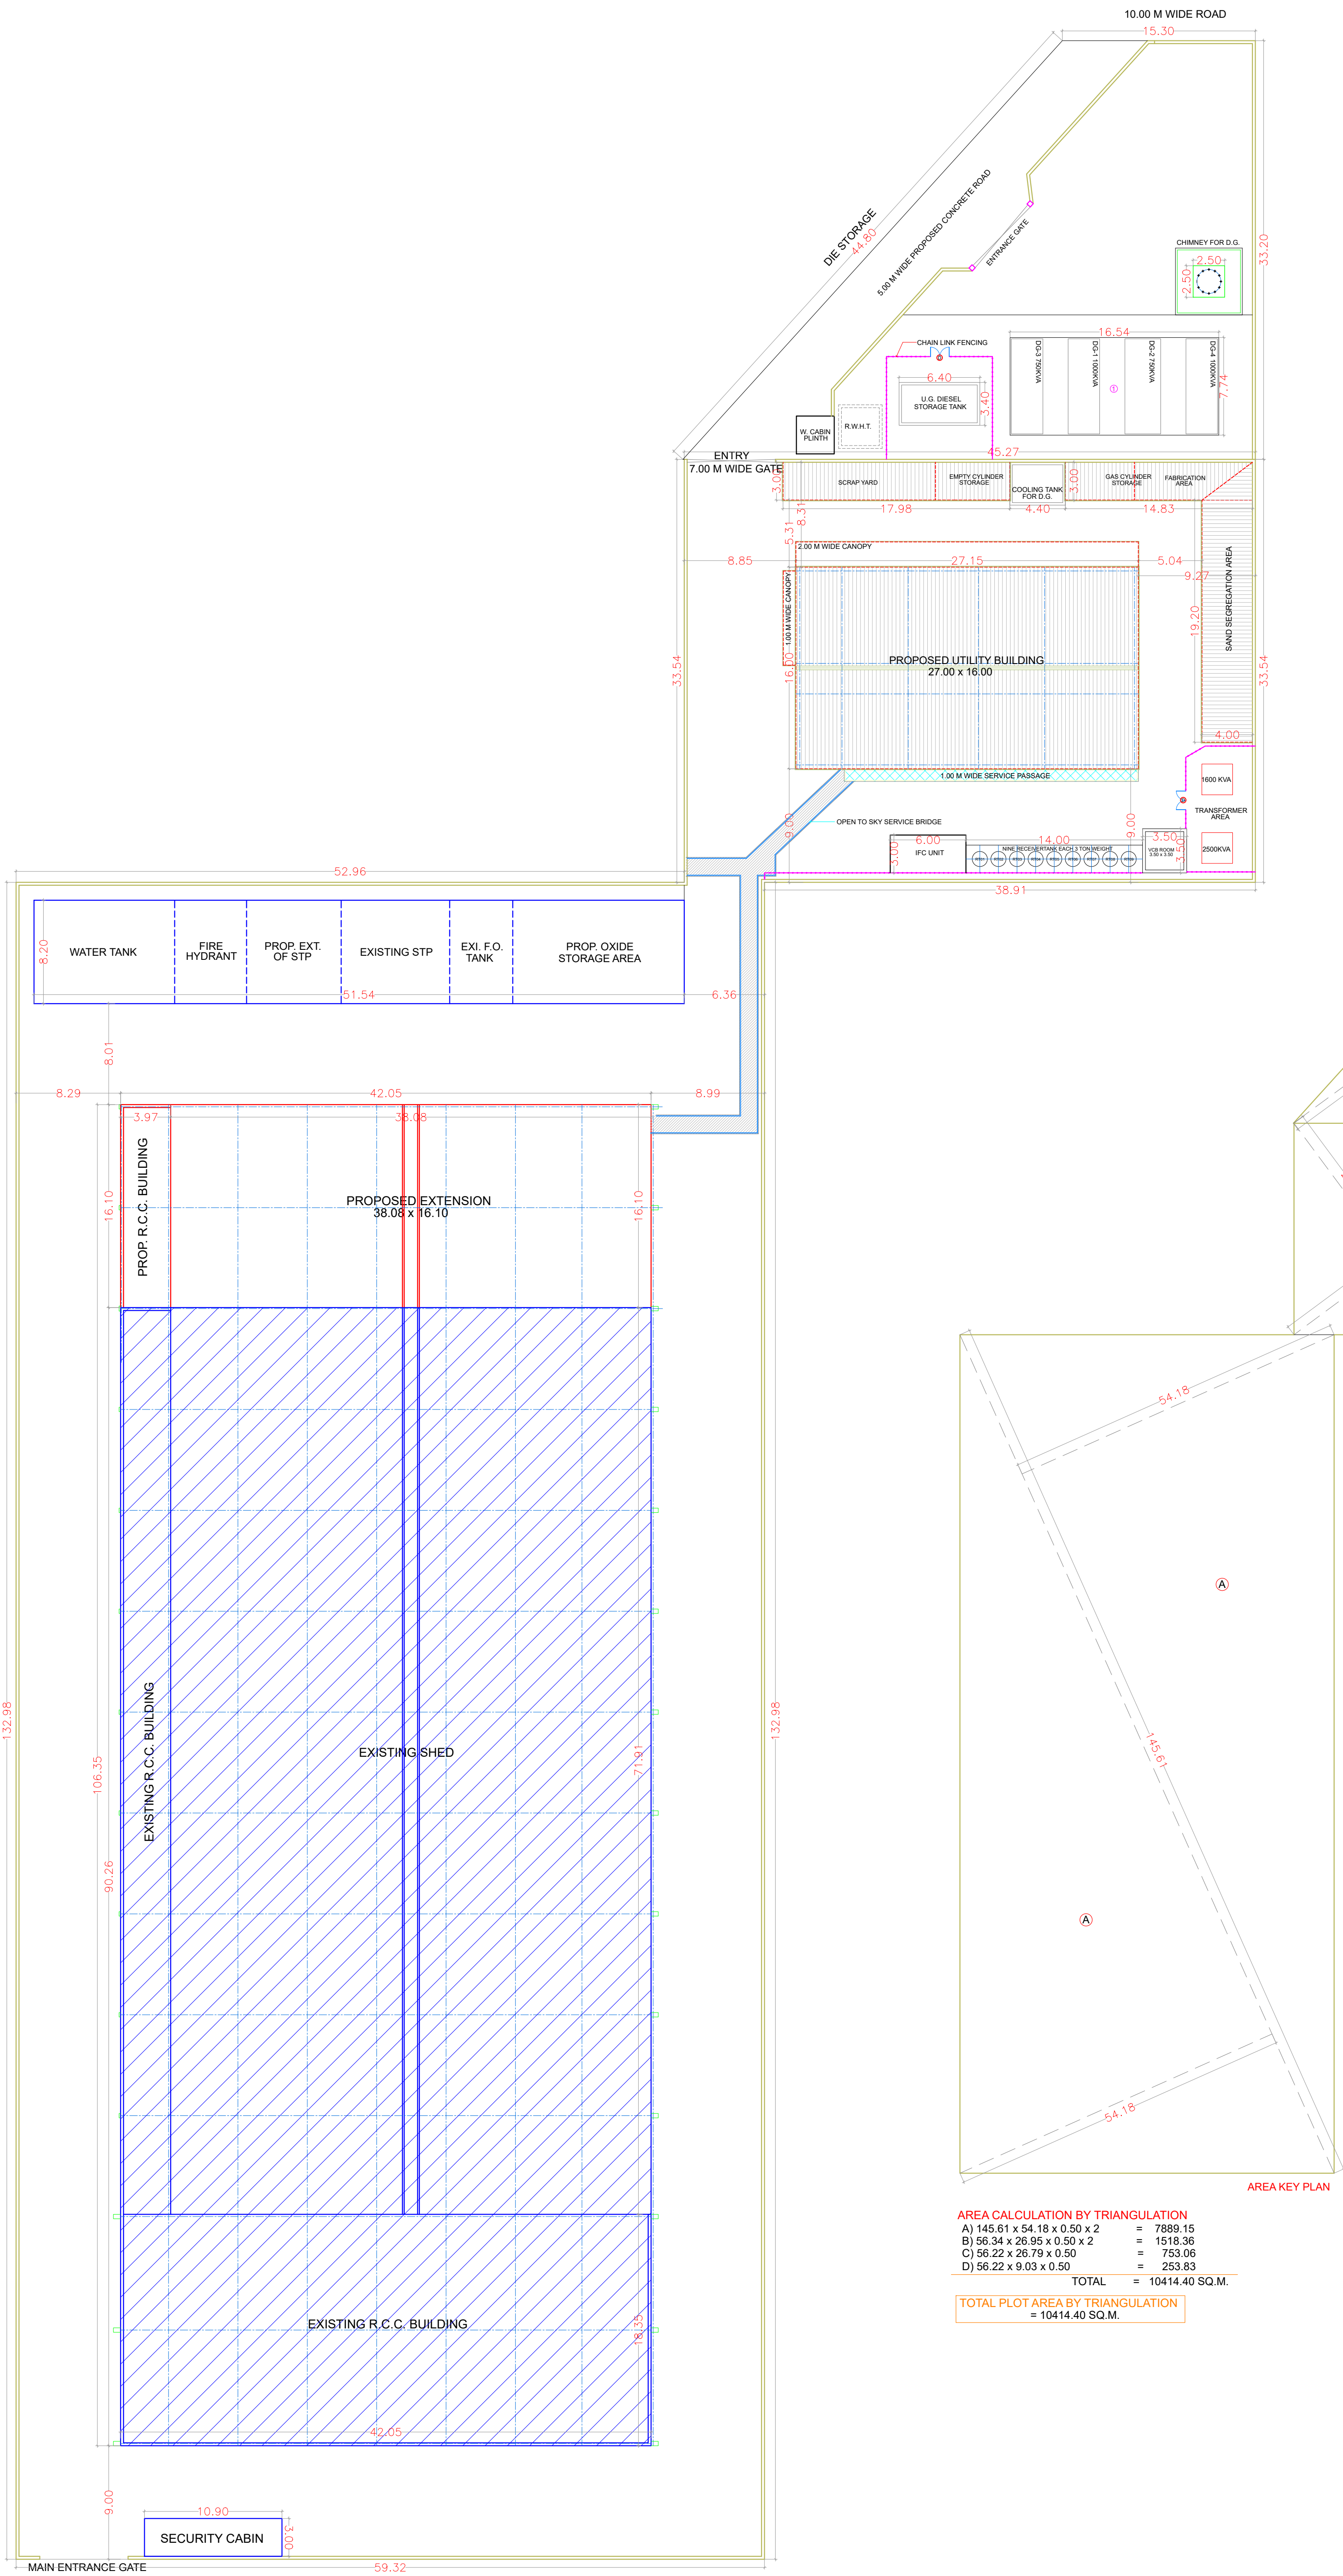 10.00 M WIDE ROAD
15.30
DIE STORAGE
44.80
5.00 M WIDE PROPOSED CONCRETE ROAD
ENTRANCE GATE
33.20
CHIMNEY FOR D.G.
2.50
2.50
16.54
DG-3 750KVA
DG-1 1000KVA
DG-2 750KVA
DG-4 1000KVA
7.74
CHAIN LINK FENCING
6.40
U.G. DIESEL
STORAGE TANK
3.40
R.W.H.T.
W. CABIN
PLINTH
45.27
ENTRY
7.00 M WIDE GATE
3.00
SCRAP YARD
EMPTY CYLINDER
STORAGE
COOLING TANK
FOR D.G.
3.00
GAS CYLINDER
STORAGE
FABRICATION
AREA
17.98
4.40
14.83
8.31
5.31
2.00 M WIDE CANOPY
8.85
27.15
5.04
9.27
1.00 M WIDE CANOPY
SAND SEGREGATION AREA
19.20
33.54
16.00
PROPOSED UTILITY BUILDING
27.00 x 16.00
33.54
4.00
1.00 M WIDE SERVICE PASSAGE
1600 KVA
TRANSFORMER
AREA
2500KVA
OPEN TO SKY SERVICE BRIDGE
9.00
9.00
6.00
14.00
3.50
3.00
IFC UNIT
NINE RECEIVERTANK EACH 3 TON WEIGHT
VCB ROOM
3.50 x 3.50
3.50
52.96
38.91
8.20
WATER TANK
FIRE
HYDRANT
PROP. EXT.
OF STP
EXISTING STP
EXI. F.O.
TANK
PROP. OXIDE
STORAGE AREA
51.54
6.36
8.01
8.29
42.05
8.99
3.97
38.08
16.10
PROP. R.C.C. BUILDING
PROPOSED EXTENSION
38.08 x 16.10
16.10
54.18
A
EXISTING R.C.C. BUILDING
EXISTING SHED
71.91
132.98
106.35
90.26
132.98
145.61
A
54.18
AREA KEY PLAN
AREA CALCULATION BY TRIANGULATION
A) 145.61 x 54.18 x 0.50 x 2 = 7889.15
B) 56.34 x 26.95 x 0.50 x 2 = 1518.36
C) 56.22 x 26.79 x 0.50 = 753.06
D) 56.22 x 9.03 x 0.50 = 253.83
TOTAL = 10414.40 SQ.M.
TOTAL PLOT AREA BY TRIANGULATION
= 10414.40 SQ.M.
EXISTING R.C.C. BUILDING
18.35
42.05
9.00
10.90
SECURITY CABIN
3.00
MAIN ENTRANCE GATE
59.32